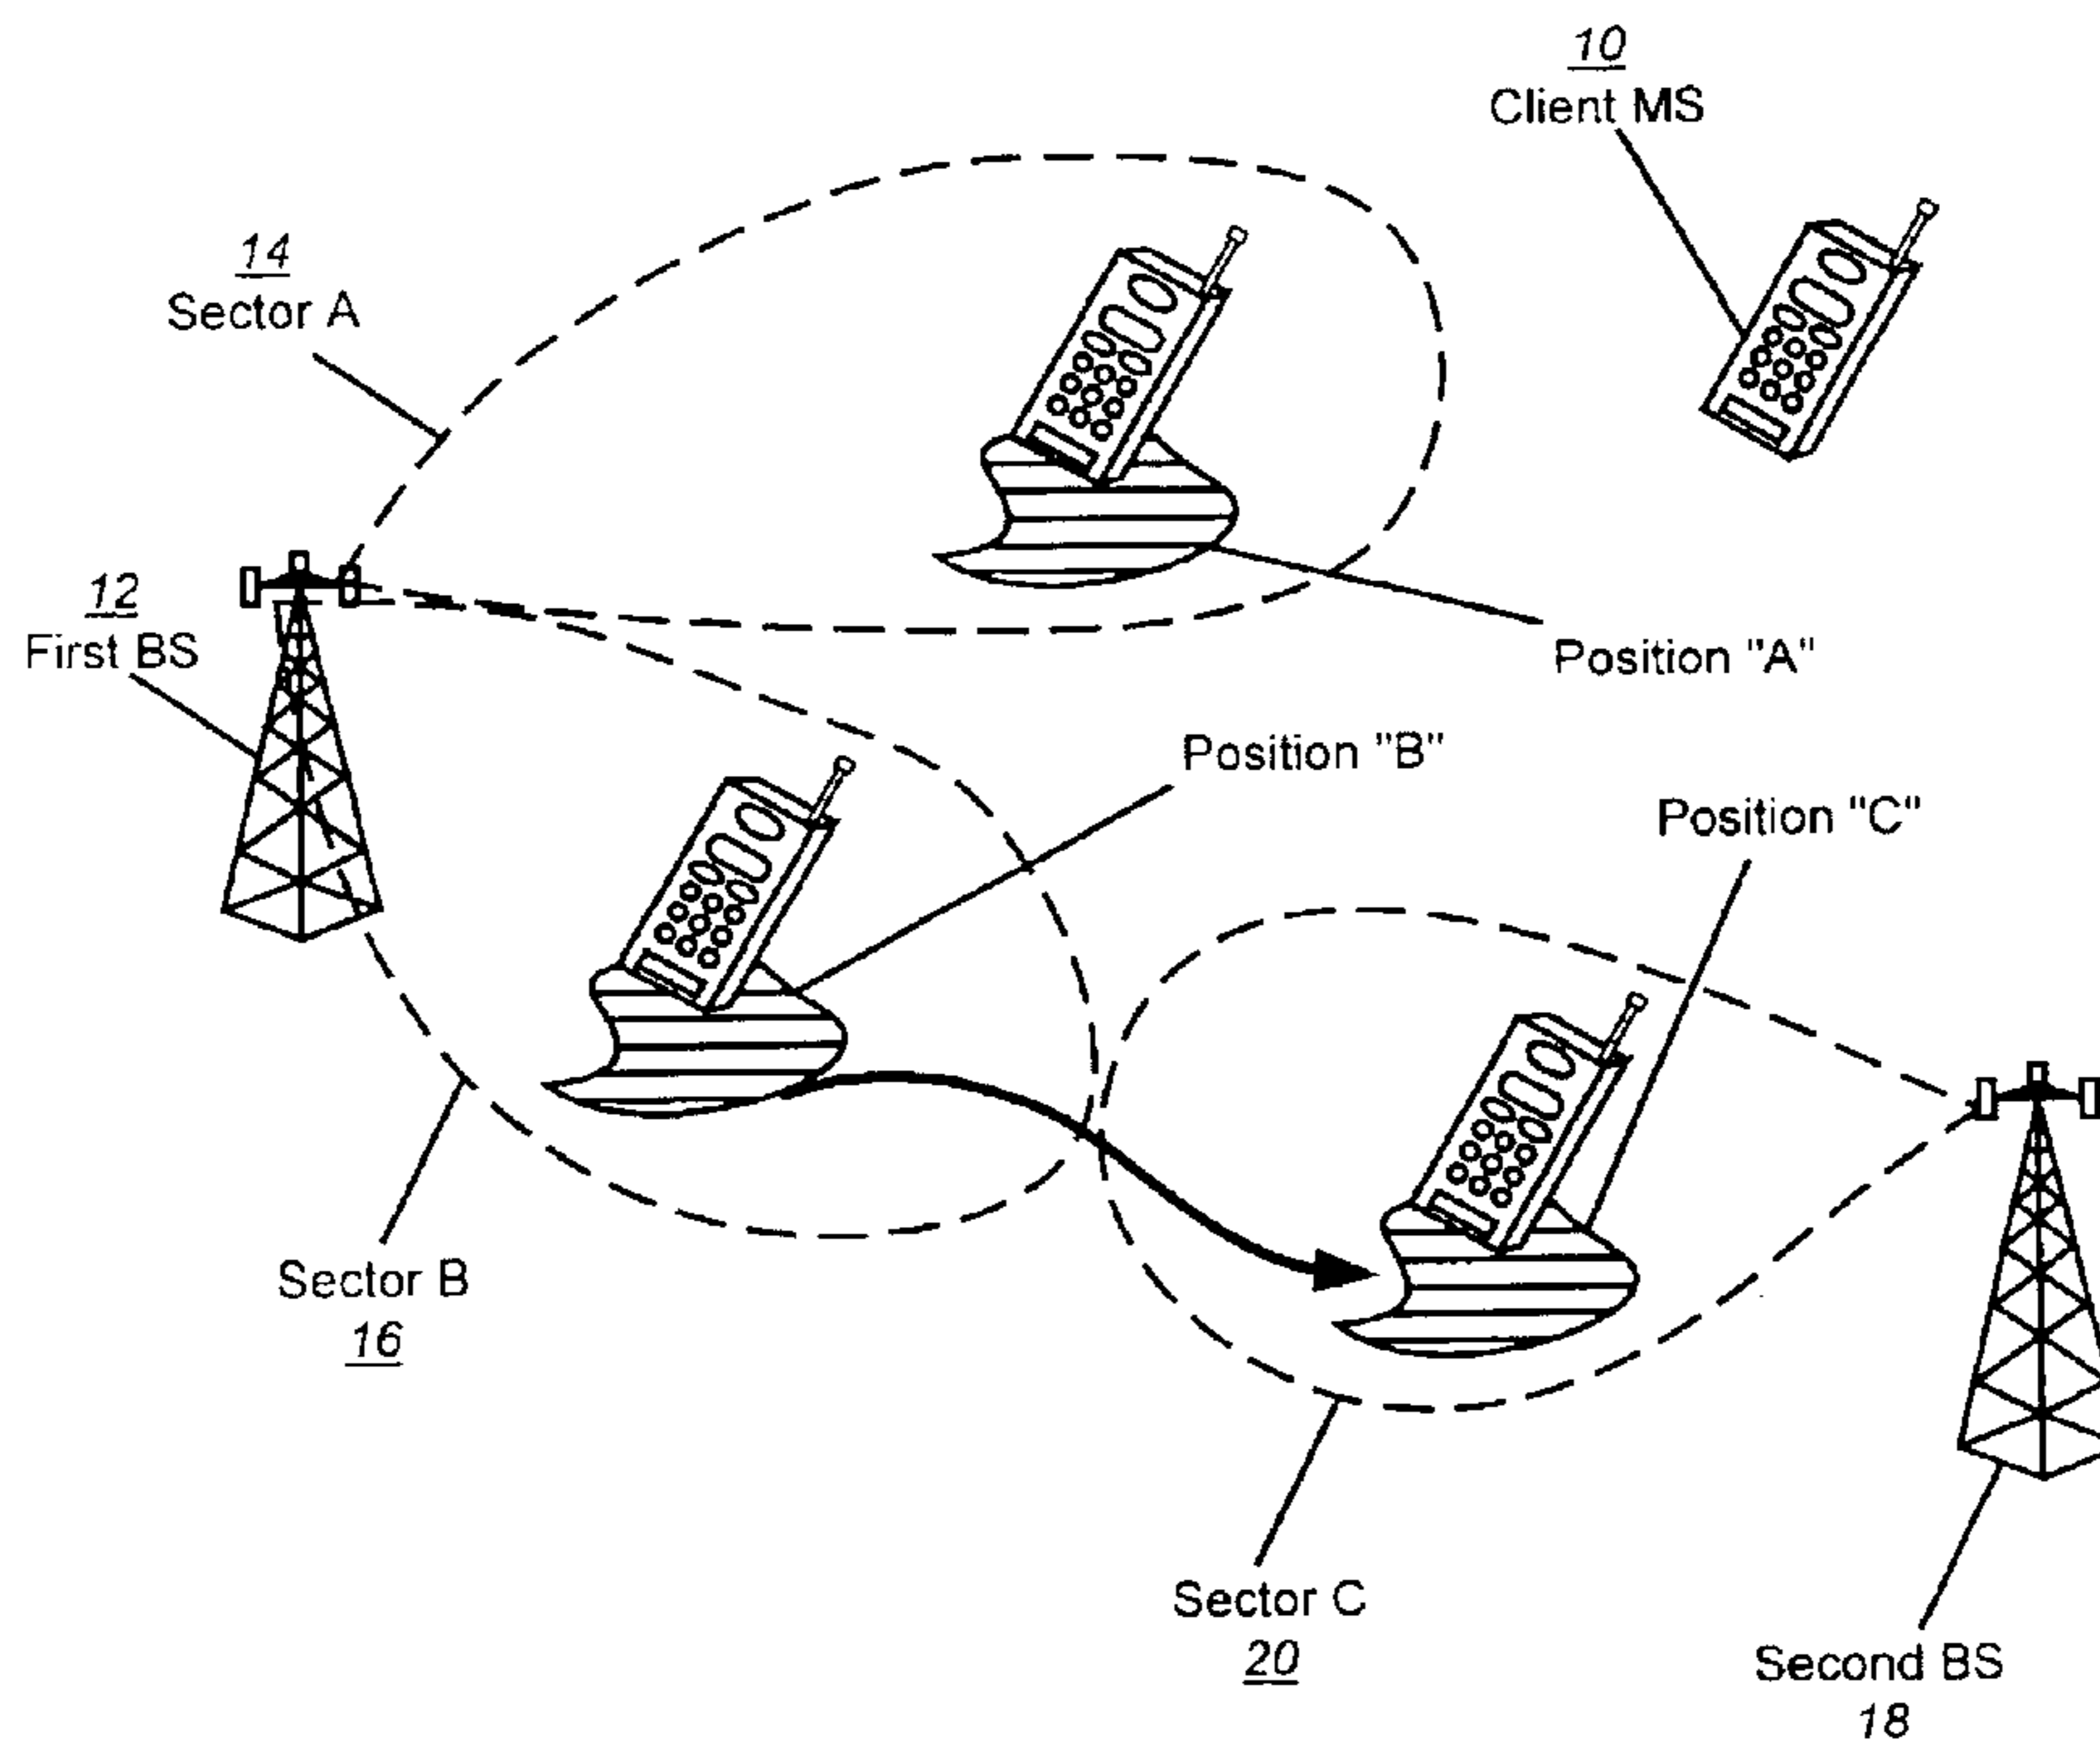 10
Client MS
14
Sector A
12
First BS
Position "A"
Position "B"
Position "C"
Sector B
16
Sector C
20
Second BS
18